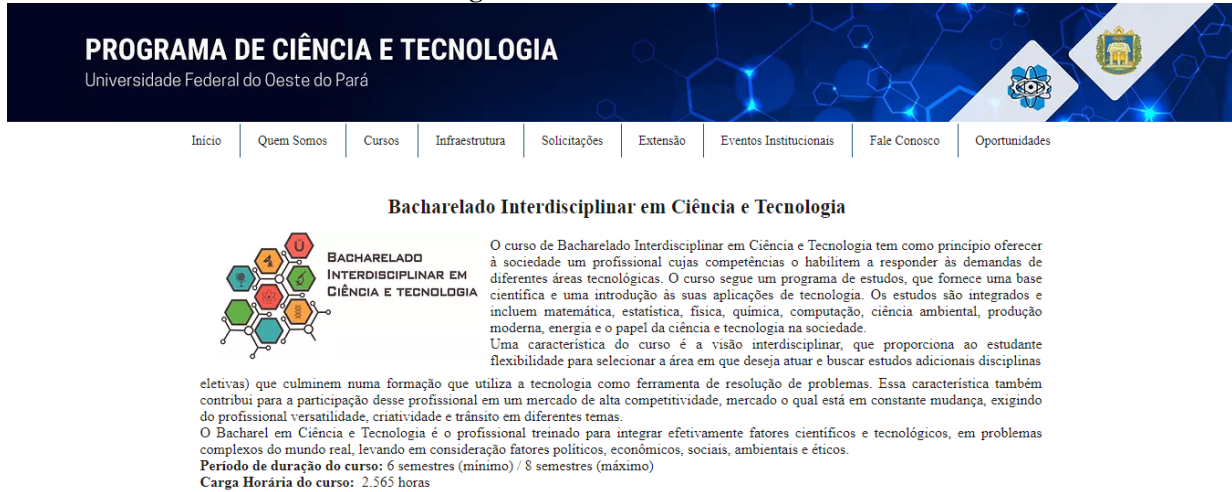 PROGRAMA DE CIÊNCIA E TECNOLOGIA
Universidade Federal do Oeste do Pará
Início Quem Somos Cursos Infraestrutura Solicitações Extensão Eventos Institucionais Fale Conosco Oportunidades
Bacharelado Interdisciplinar em Ciência e Tecnologia
BACHARELADO
INTERDISCIPLINAR EM
CIÊNCIA E TECNOLOGIA
O curso de Bacharelado Interdisciplinar em Ciência e Tecnologia tem como princípio oferecer
à sociedade um profissional cujas competências o habilitem a responder às demandas de
diferentes áreas tecnológicas. O curso segue um programa de estudos, que fornece uma base
científica e uma introdução às suas aplicações de tecnologia. Os estudos são integrados e
incluem matemática, estatística, física, química, computação, ciência ambiental, produção
moderna, energia e o papel da ciência e tecnologia na sociedade.
Uma característica do curso é a visão interdisciplinar, que proporciona ao estudante
flexibilidade para selecionar a área em que deseja atuar e buscar estudos adicionais disciplinas
eletivas) que culminem numa formação que utiliza a tecnologia como ferramenta de resolução de problemas. Essa característica também
contribui para a participação desse profissional em um mercado de alta competitividade, mercado o qual está em constante mudança, exigindo
do profissional versatilidade, criatividade e trânsito em diferentes temas.
O Bacharel em Ciência e Tecnologia é o profissional treinado para integrar efetivamente fatores científicos e tecnológicos, em problemas
complexos do mundo real, levando em consideração fatores políticos, econômicos, sociais, ambientais e éticos.
Período de duração do curso: 6 semestres (mínimo) / 8 semestres (máximo)
Carga Horária do curso: 2.565 horas